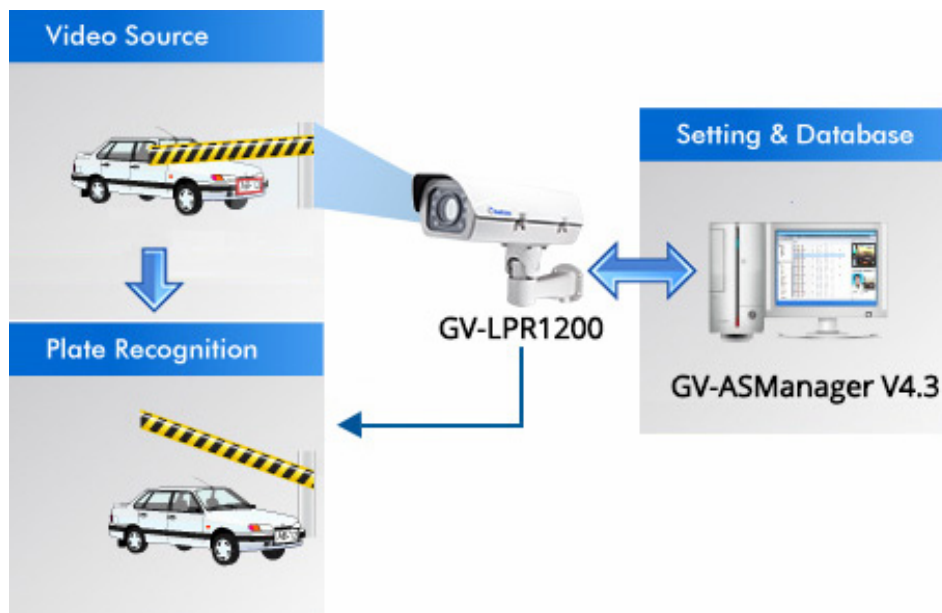 Video Source
Setting & Database
GV-LPR1200
Plate Recognition
GV-ASManager V4.3